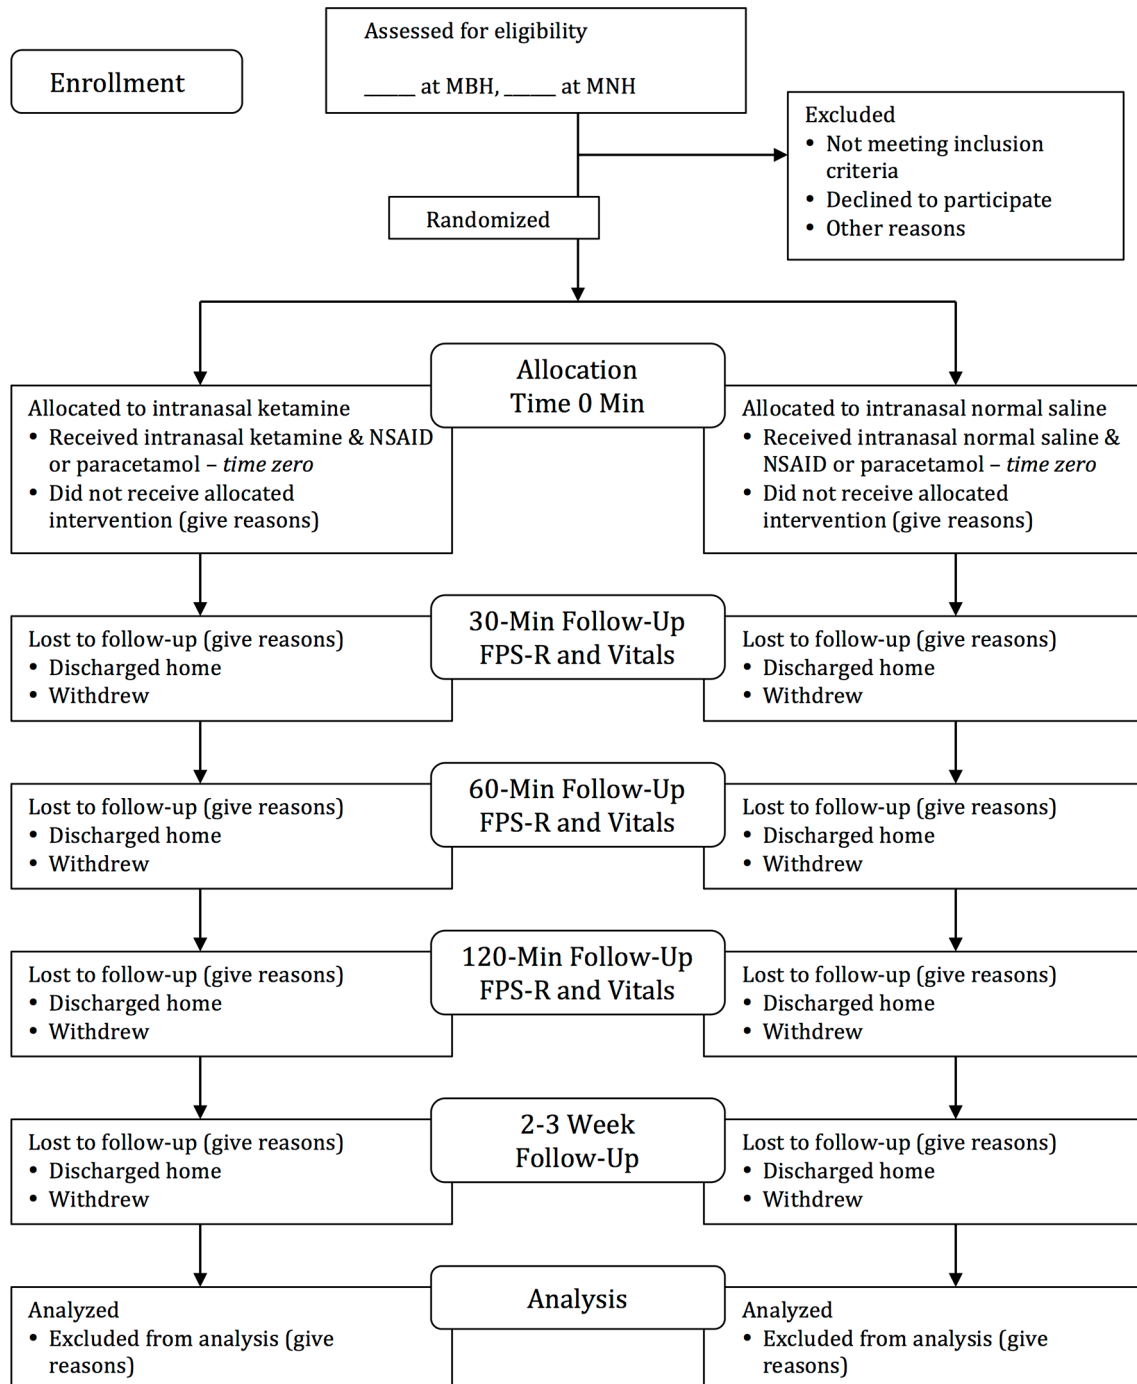 Enrollment
Assessed for eligibility
_____ at MBH, _____ at MNH
Excluded
• Not meeting inclusion
criteria
• Declined to participate
• Other reasons
Randomized
Allocation
Time 0 Min
Allocated to intranasal ketamine
• Received intranasal ketamine & NSAID
or paracetamol – time zero
• Did not receive allocated
intervention (give reasons)
Allocated to intranasal normal saline
• Received intranasal normal saline &
NSAID or paracetamol – time zero
• Did not receive allocated
intervention (give reasons)
30-Min Follow-Up
FPS-R and Vitals
Lost to follow-up (give reasons)
• Discharged home
• Withdrew
Lost to follow-up (give reasons)
• Discharged home
• Withdrew
60-Min Follow-Up
FPS-R and Vitals
Lost to follow-up (give reasons)
• Discharged home
• Withdrew
Lost to follow-up (give reasons)
• Discharged home
• Withdrew
120-Min Follow-Up
FPS-R and Vitals
Lost to follow-up (give reasons)
• Discharged home
• Withdrew
Lost to follow-up (give reasons)
• Discharged home
• Withdrew
2-3 Week
Follow-Up
Lost to follow-up (give reasons)
• Discharged home
• Withdrew
Lost to follow-up (give reasons)
• Discharged home
• Withdrew
Analysis
Analyzed
• Excluded from analysis (give
reasons)
Analyzed
• Excluded from analysis (give
reasons)